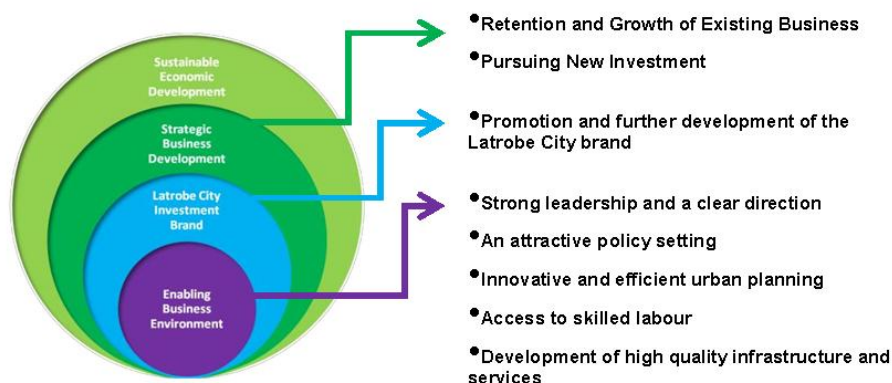 Sustainable
Economic
Development
Strategic
Business
Development
Latrobe City
Investment
Brand
Enabling
Business
Environment
•Retention and Growth of Existing Business
•Pursuing New Investment
•Promotion and further development of the
Latrobe City brand
•Strong leadership and a clear direction
•An attractive policy setting
•Innovative and efficient urban planning
•Access to skilled labour
•Development of high quality infrastructure and
services